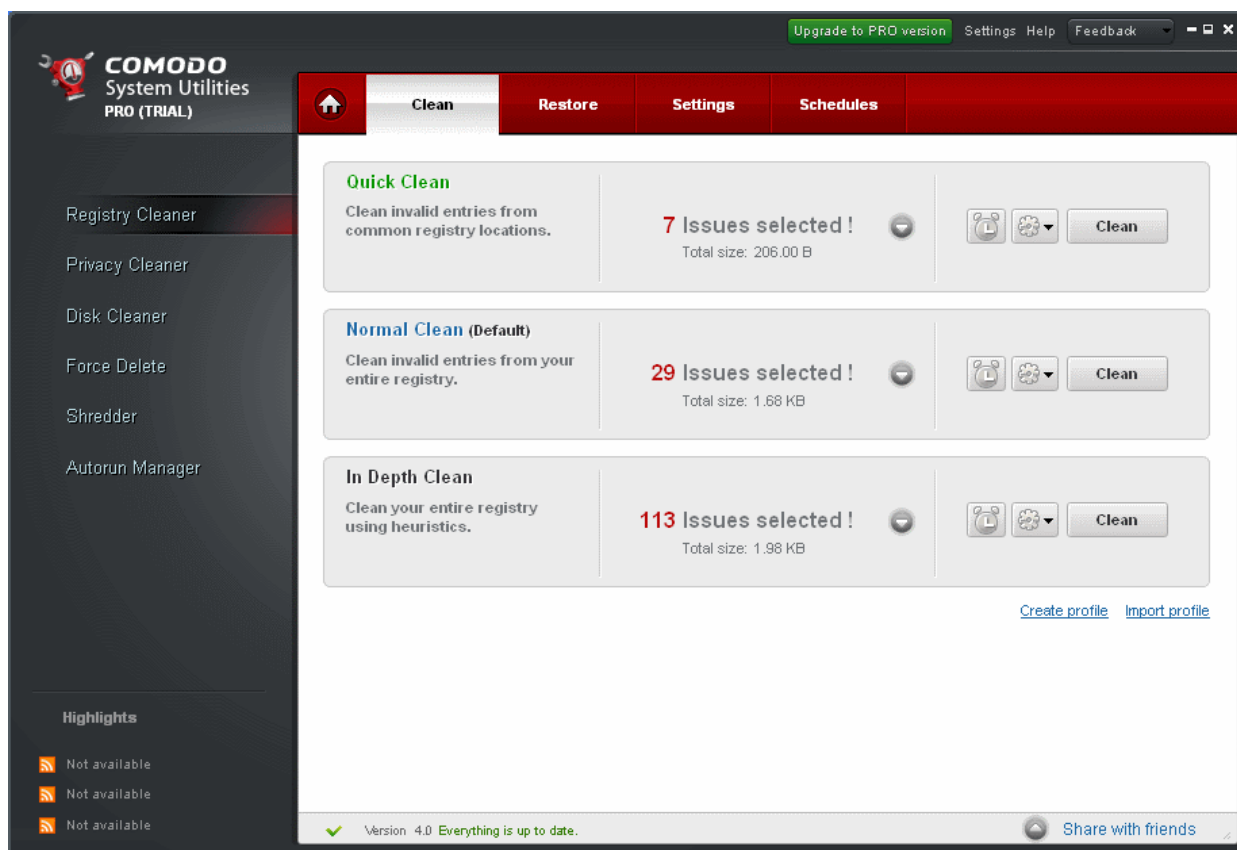 Upgrade to PRO version Settings Help Feedback
COMODO
System Utilities
PRO (TRIAL)
Clean Restore Settings Schedules
Registry Cleaner
Privacy Cleaner
Disk Cleaner
Force Delete
Shredder
Autorun Manager
Quick Clean
Clean invalid entries from
common registry locations.
7 Issues selected !
Total size: 206.00 B
Clean
Normal Clean (Default)
Clean invalid entries from your
entire registry.
29 Issues selected !
Total size: 1.68 KB
Clean
In Depth Clean
Clean your entire registry
using heuristics.
113 Issues selected !
Total size: 1.98 KB
Clean
Create profile Import profile
Highlights
Not available
Not available
Not available
Version 4.0 Everything is up to date.
Share with friends